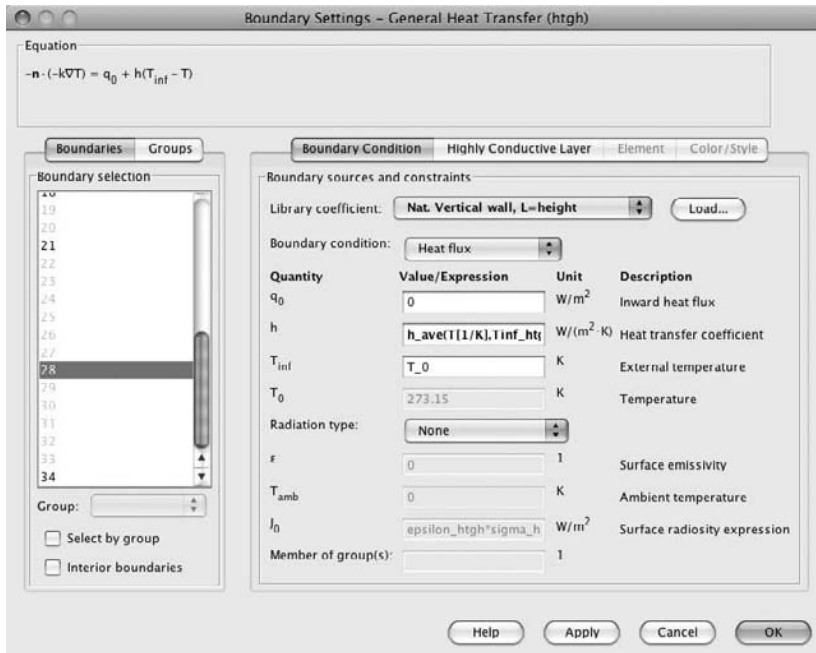 Boundary Settings – General Heat Transfer (htgh)
Equation
-n·(-k∇T) = q0 + h(Tinf - T)
Boundaries Groups
Boundary selection
18
19
20
21
22
23
24
25
26
27
28
29
30
31
32
33
34
Group:
Select by group
Interior boundaries
Boundary Condition Highly Conductive Layer Element Color/Style
Boundary sources and constraints
Library coefficient: Nat. Vertical wall, L=height Load...
Boundary condition: Heat flux
Quantity Value/Expression Unit Description
q0 0 W/m2 Inward heat flux
h h_ave(T[1/K],Tinf_htg W/(m2·K) Heat transfer coefficient
Tinf T_0 K External temperature
T0 273.15 K Temperature
Radiation type: None
ε 0 1 Surface emissivity
Tamb 0 K Ambient temperature
J0 epsilon_htgh*sigma_h W/m2 Surface radiosity expression
Member of group(s): 1
Help Apply Cancel OK